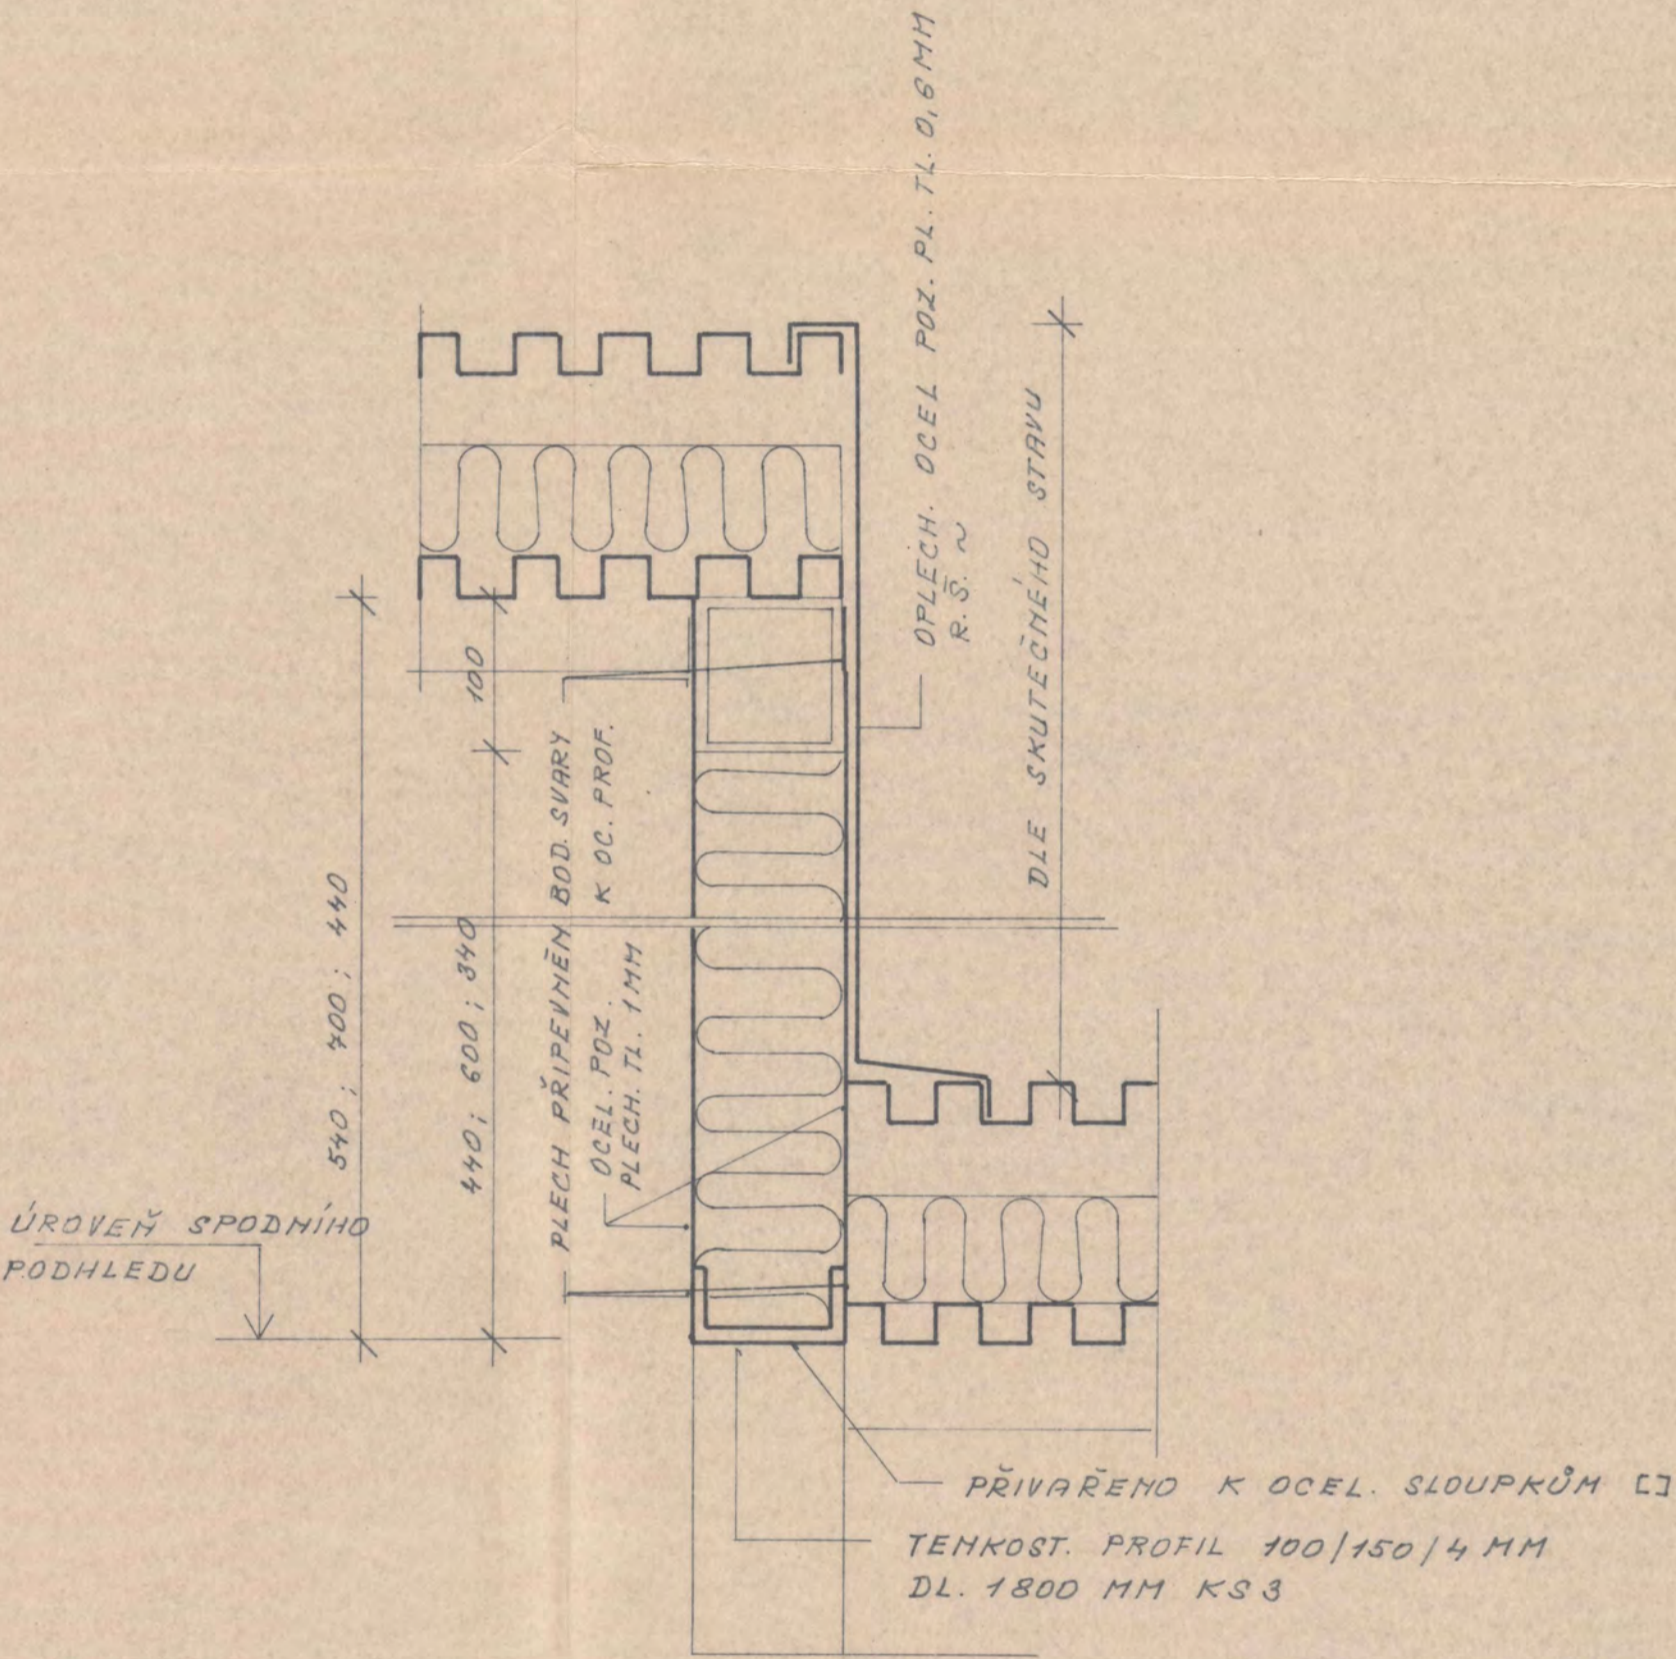 OPLECH. OCEL POZ. PL. TL. 0,6 MM
R.Š. ~
DLE SKUTEČNÉHO STAVU
100
540; 700; 440
440; 600; 340
PLECH PŘIPEVNĚN BOD. SVARY
K OC. PROF.
OCEL. POZ.
PLECH. TL. 1 MM
ÚROVEŇ SPODNÍHO
PODHLEDU
PŘIVAŘENO K OCEL. SLOUPKŮM []
TENKOST. PROFIL 100/150/4 MM
DL. 1800 MM KS 3